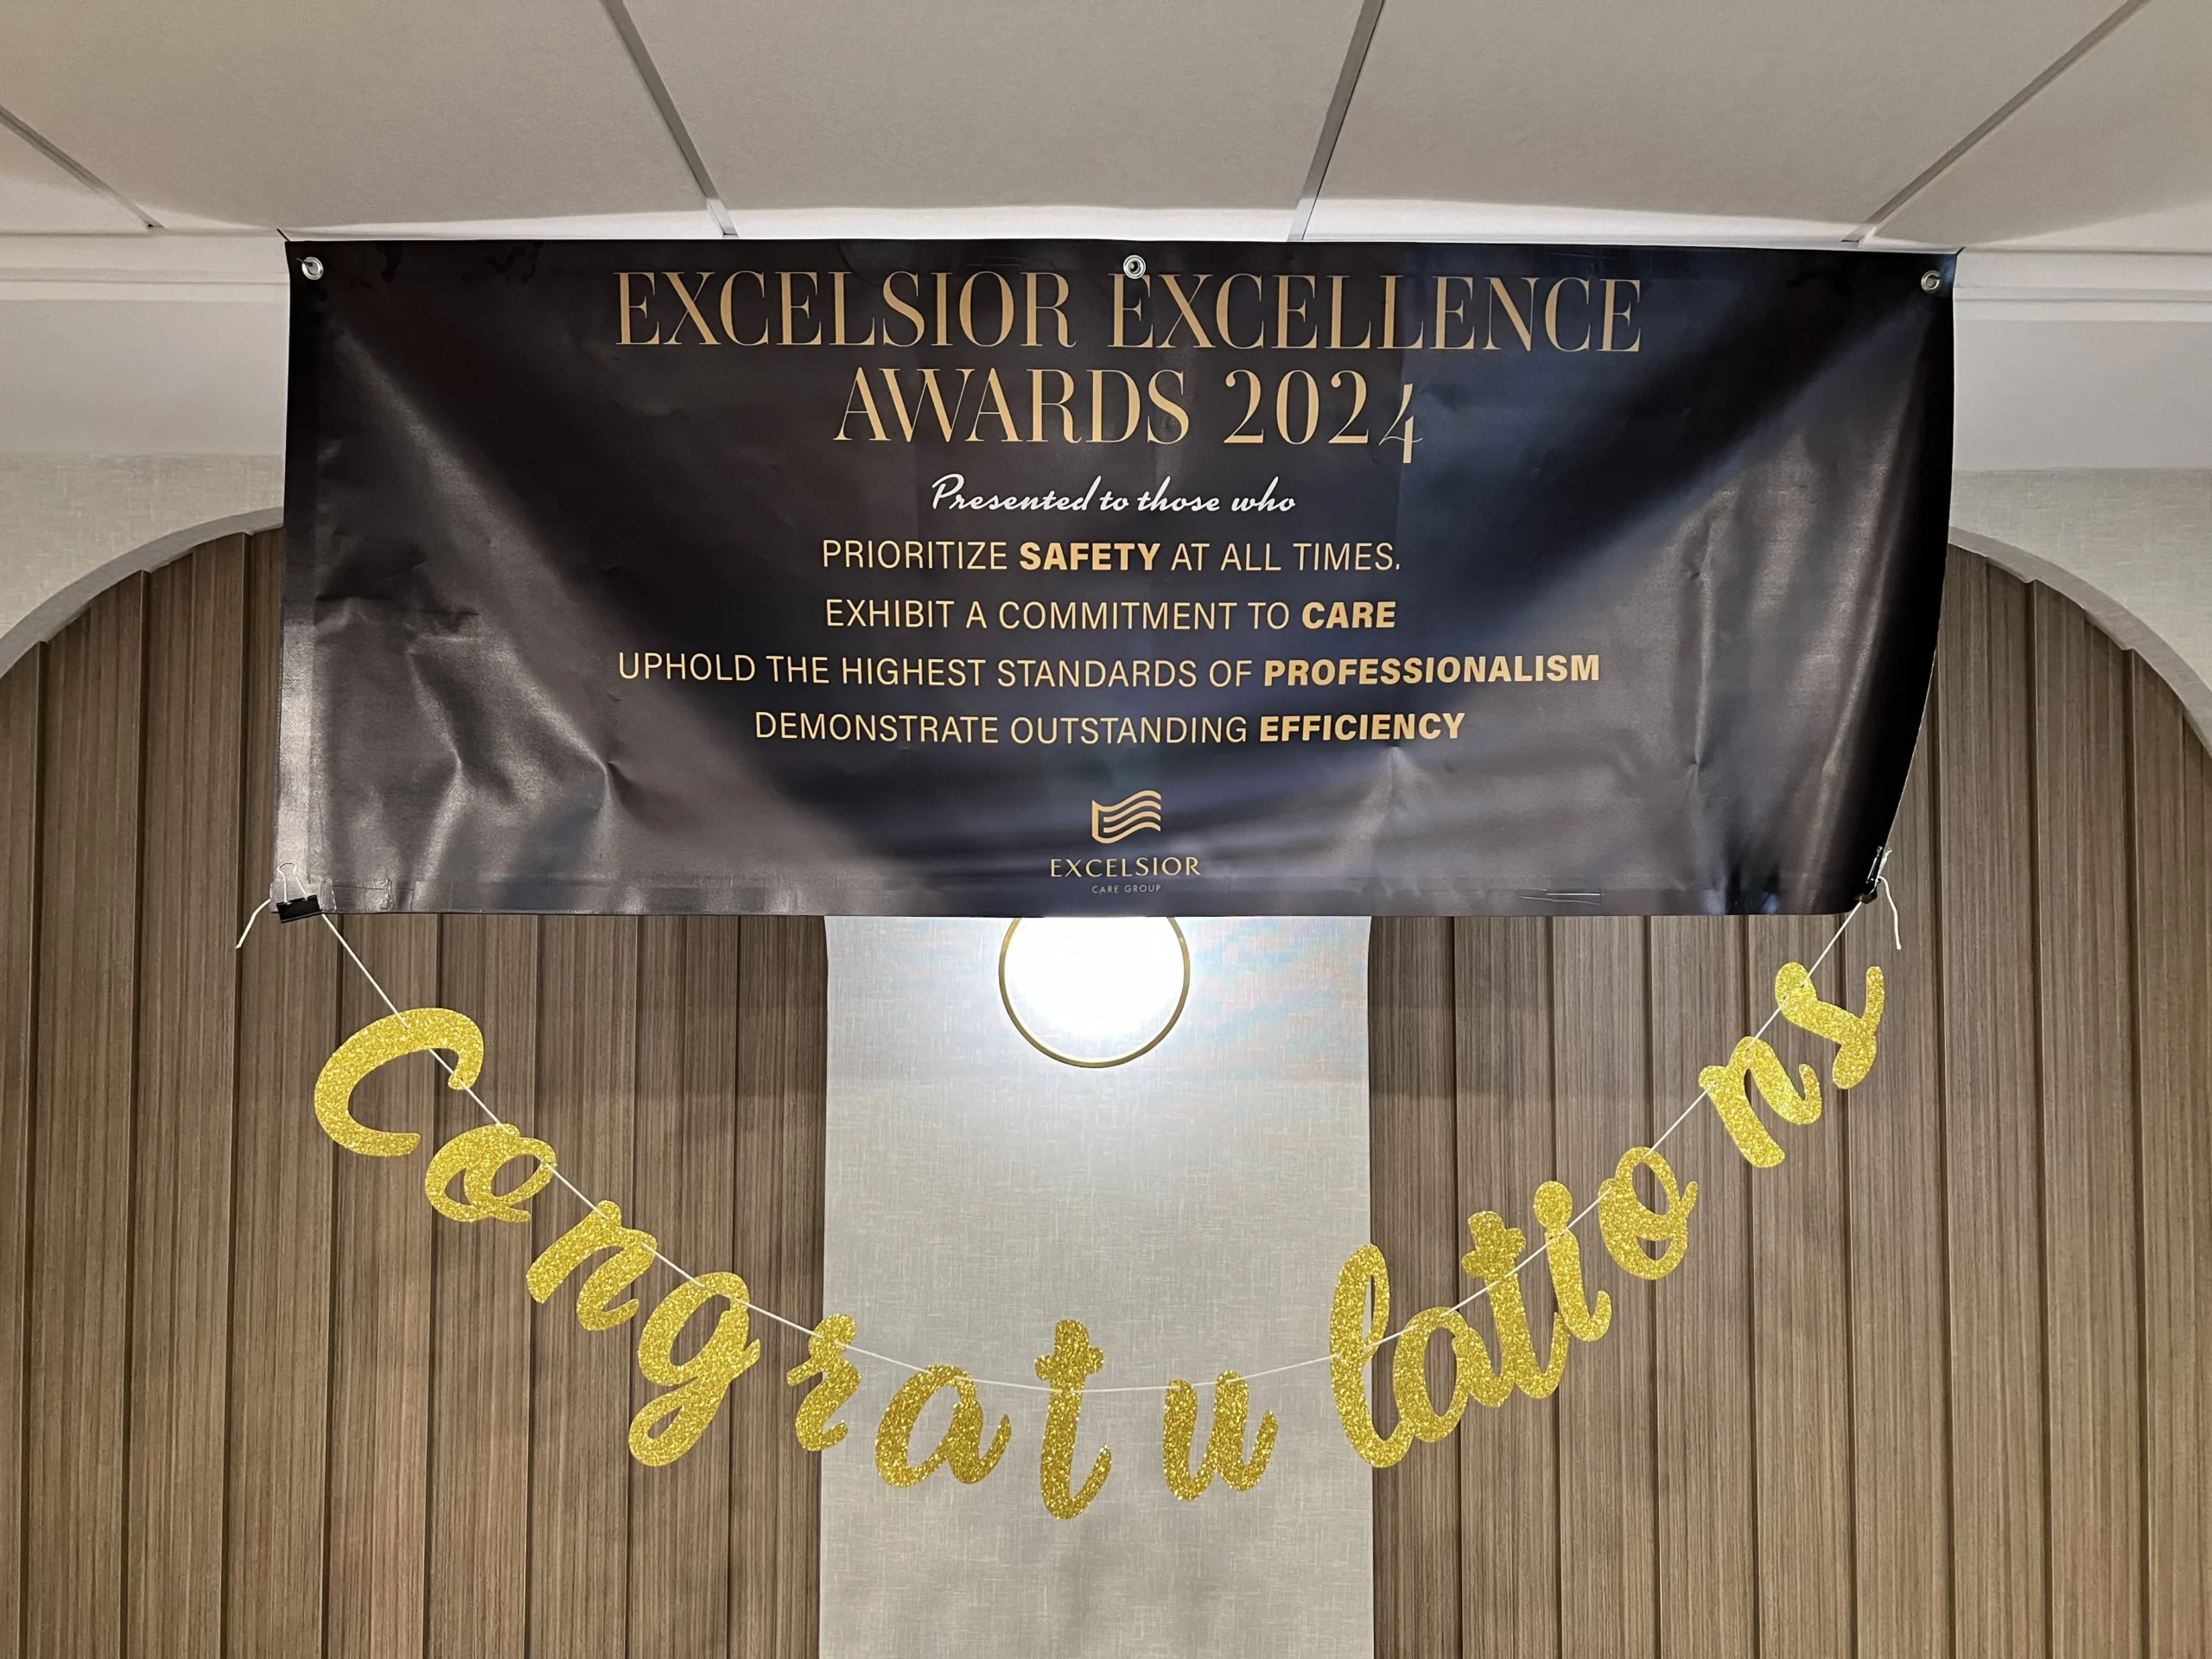 EXCELSIOR EXCELLENCE
AWARDS 2024
Presented to those who
PRIORITIZE SAFETY AT ALL TIMES.
EXHIBIT A COMMITMENT TO CARE
UPHOLD THE HIGHEST STANDARDS OF PROFESSIONALISM
DEMONSTRATE OUTSTANDING EFFICIENCY
EXCELSIOR
CARE GROUP
Congratulations